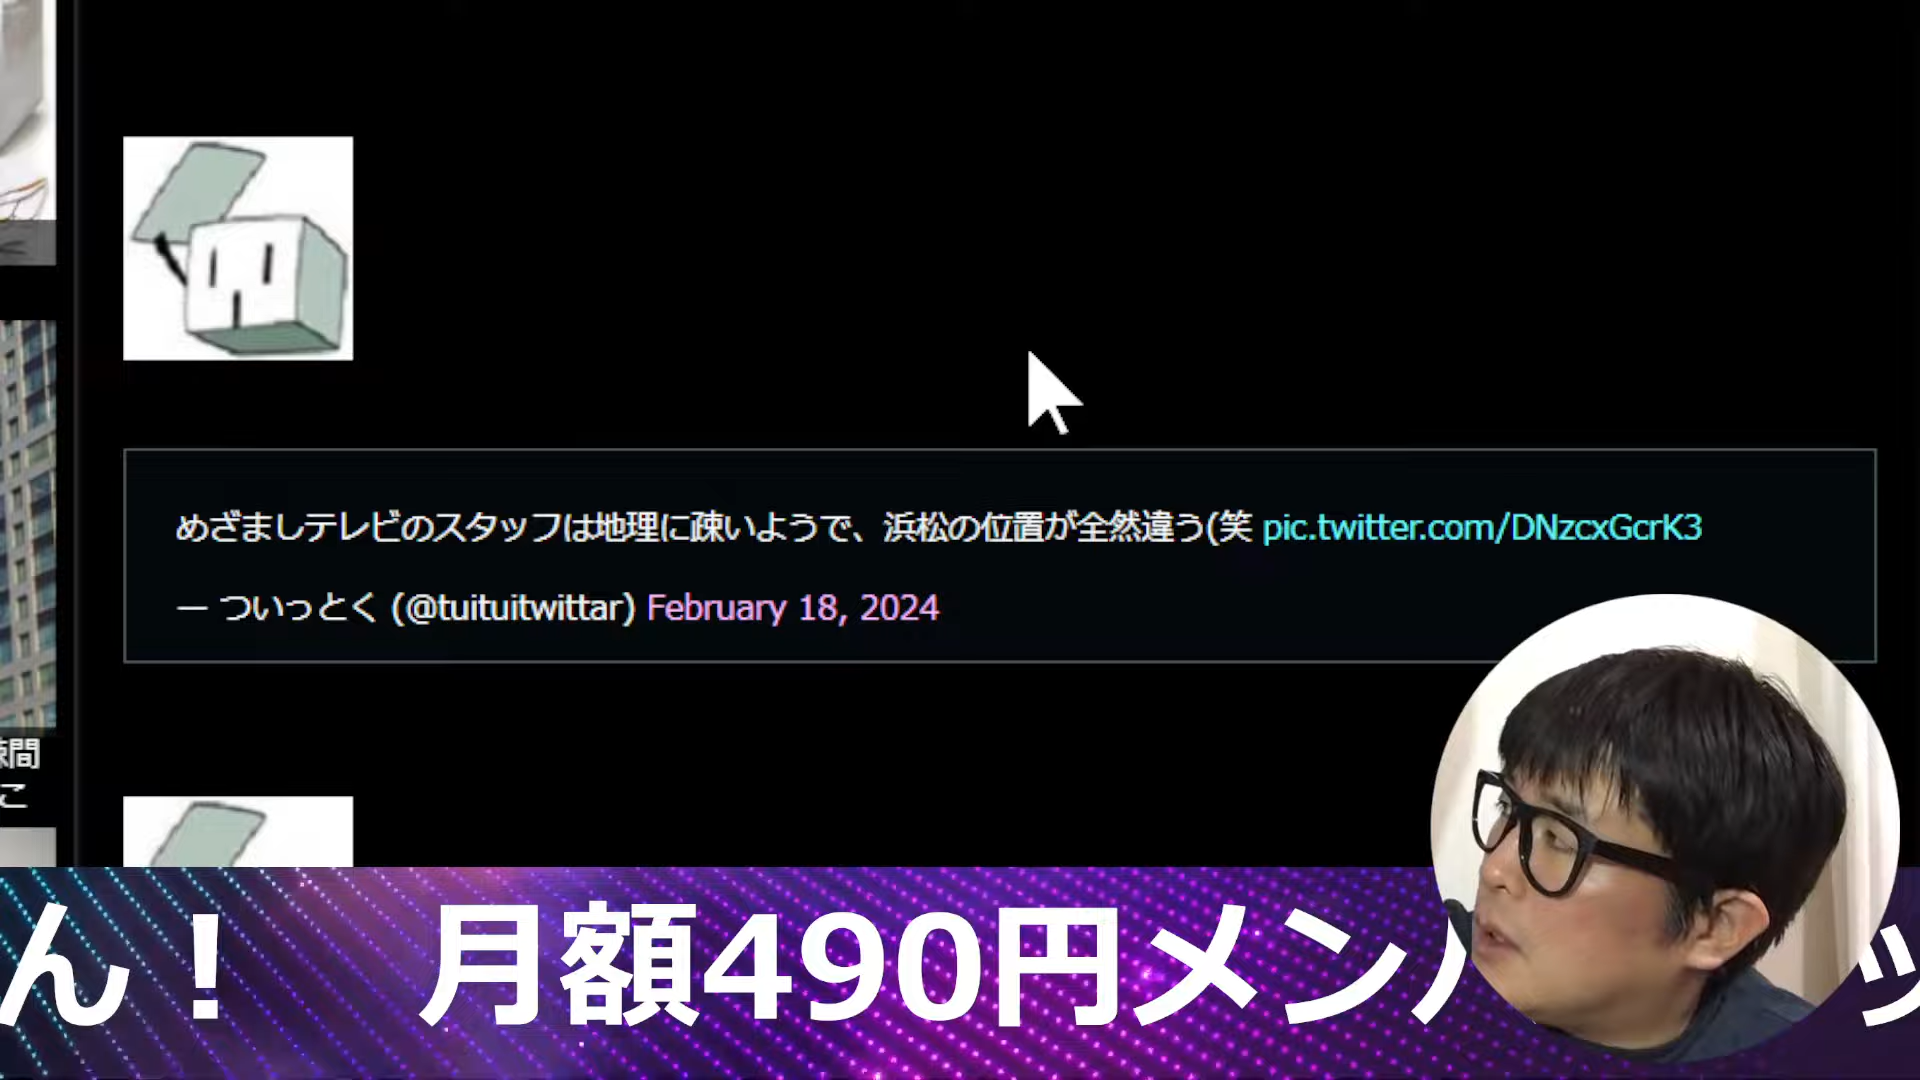 めざましテレビのスタッフは地理に疎いようで、浜松の位置が全然違う(笑 pic.twitter.com/DNzcxGcrK3
— ついっとく (@tuituitwittar) February 18, 2024
間
こ
ん！ 月額490円メン